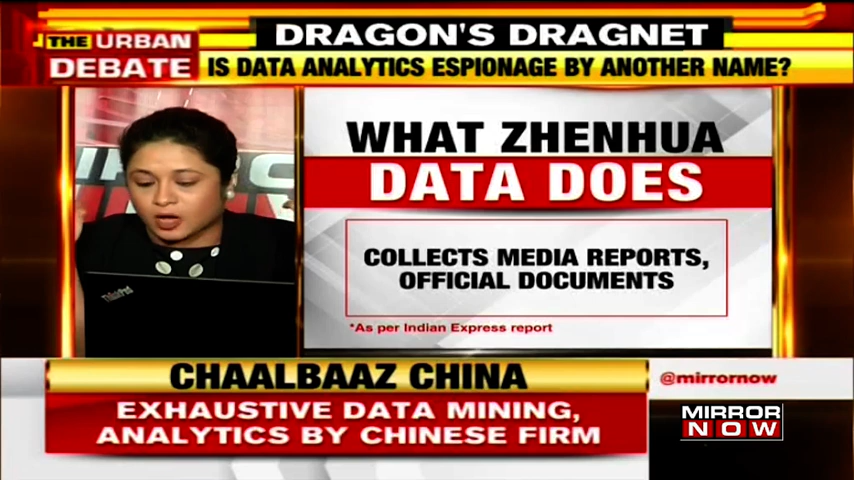 THE URBAN
DEBATE
DRAGON'S DRAGNET
IS DATA ANALYTICS ESPIONAGE BY ANOTHER NAME?
WHAT ZHENHUA
DATA DOES
COLLECTS MEDIA REPORTS,
OFFICIAL DOCUMENTS
*As per Indian Express report
ThinkPad
CHAALBAAZ CHINA
EXHAUSTIVE DATA MINING,
ANALYTICS BY CHINESE FIRM
@mirrornow
MIRROR
NOW